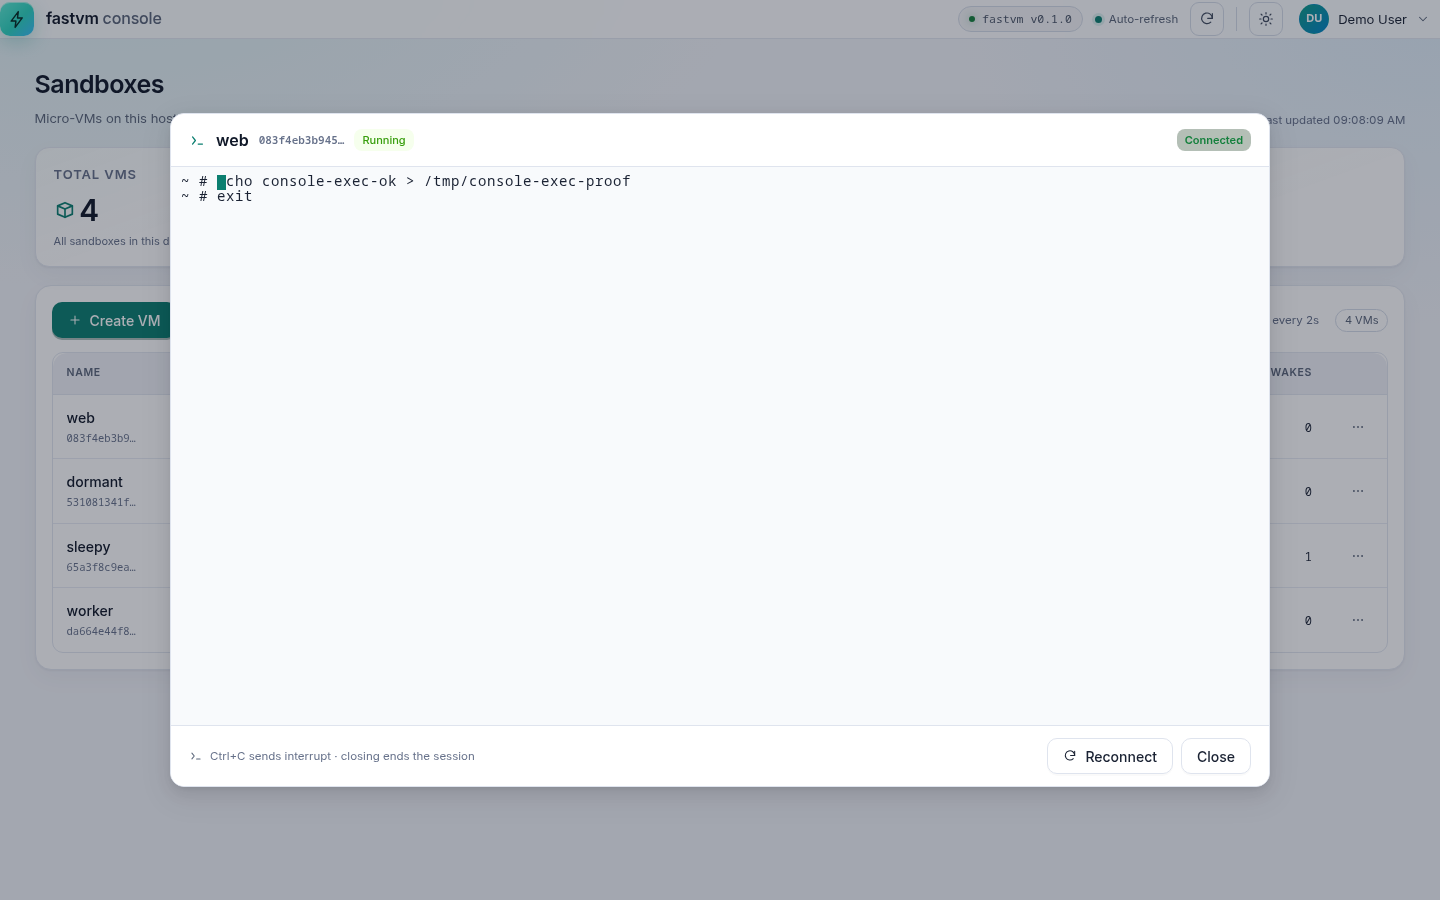 fastvm console
fastvm v0.1.0
Auto-refresh
DU
Demo User
Sandboxes
Micro-VMs on this host
ast updated 09:08:09 AM
TOTAL VMS
4
All sandboxes in this d
+ Create VM
every 2s
4 VMs
NAME
WAKES
web
083f4eb3b9…
0
dormant
531081341f…
0
sleepy
65a3f8c9ea…
1
worker
da664e44f8…
0
web
083f4eb3b945…
Running
Connected
~ # cho console-exec-ok > /tmp/console-exec-proof
~ # exit
Ctrl+C sends interrupt · closing ends the session
Reconnect
Close